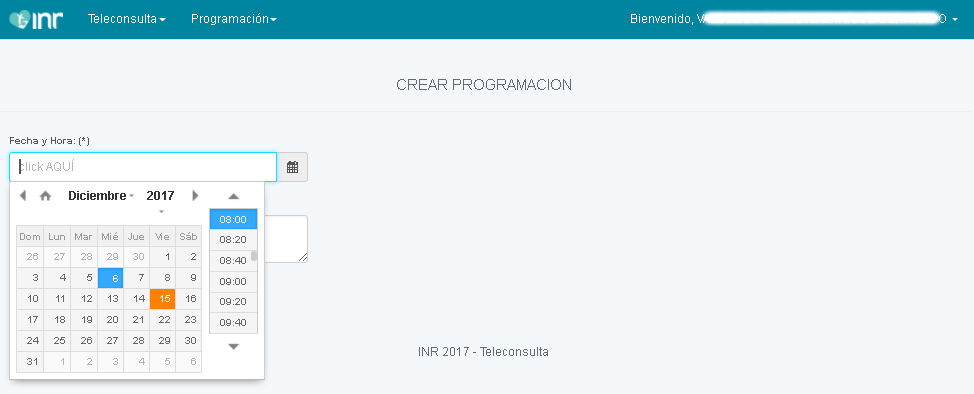 inr Teleconsulta Programación Bienvenido, V O
CREAR PROGRAMACION
Fecha y Hora: (*)
click AQUÍ
Diciembre 2017
Dom Lun Mar Mié Jue Vie Sáb
26 27 28 29 30 1 2
3 4 5 6 7 8 9
10 11 12 13 14 15 16
17 18 19 20 21 22 23
24 25 26 27 28 29 30
31 1 2 3 4 5 6
08:00
08:20
08:40
09:00
09:20
09:40
INR 2017 - Teleconsulta